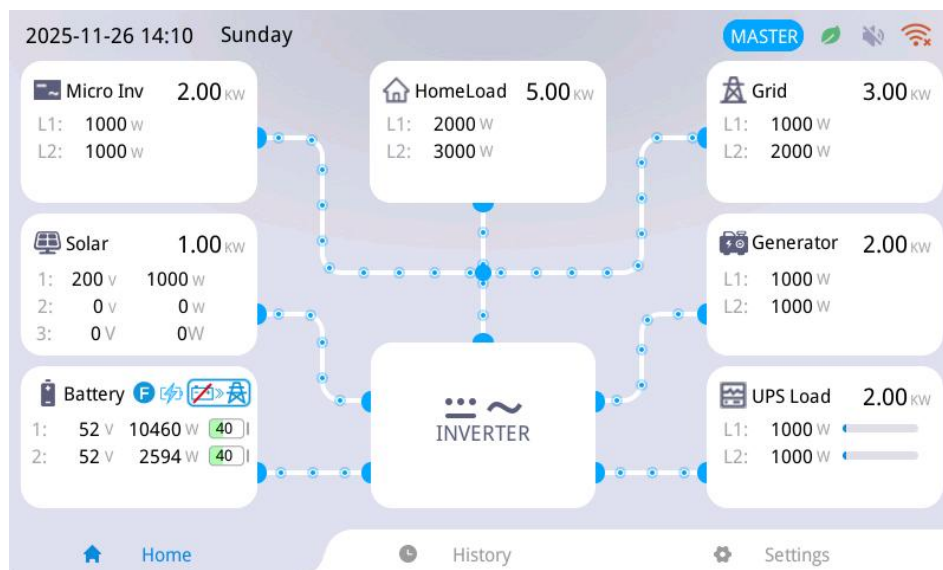 2025-11-26 14:10 Sunday
MASTER
Micro Inv 2.00 KW
L1: 1000 W
L2: 1000 W
HomeLoad 5.00 KW
L1: 2000 W
L2: 3000 W
Grid 3.00 KW
L1: 1000 W
L2: 2000 W
Solar 1.00 KW
1: 200 V 1000 W
2: 0 V 0 W
3: 0 V 0W
Generator 2.00 KW
L1: 1000 W
L2: 1000 W
Battery F
1: 52 V 10460 W 40
2: 52 V 2594 W 40
INVERTER
UPS Load 2.00 KW
L1: 1000 W
L2: 1000 W
Home
History
Settings